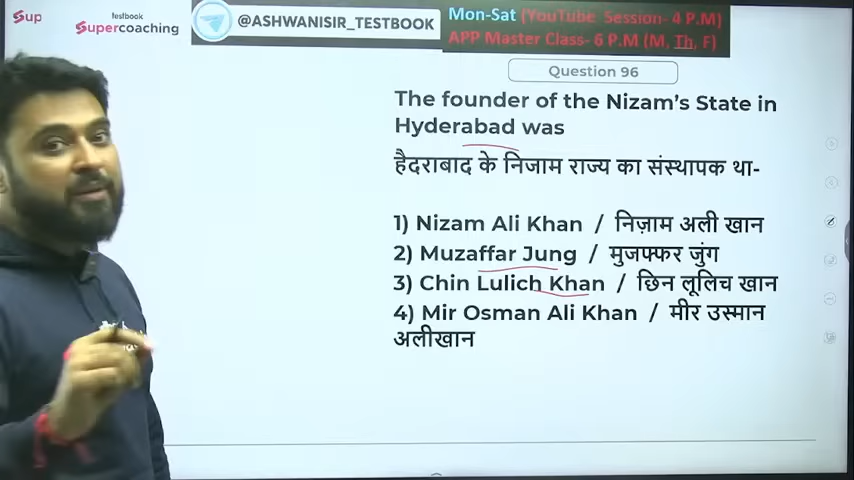 Sup
testbook
Supercoaching
@ASHWANISIR_TESTBOOK
Mon-Sat (YouTube Session- 4 P.M)
APP Master Class- 6 P.M (M, Th, F)
Question 96
The founder of the Nizam's State in
Hyderabad was
हैदराबाद के निजाम राज्य का संस्थापक था-
1) Nizam Ali Khan / निज़ाम अली खान
2) Muzaffar Jung / मुजफ्फर जुंग
3) Chin Lulich Khan / छिन लूलिच खान
4) Mir Osman Ali Khan / मीर उस्मान
अलीखान